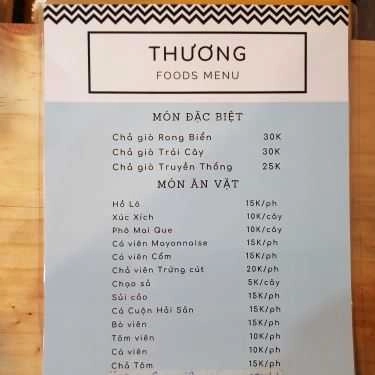 THƯƠNG
FOODS MENU
MÓN ĐẶC BIỆT
Chả giò Rong Biển 30K
Chả giò Trái Cây 30K
Chả giò Truyền Thống 25K
MÓN ĂN VẶT
Hồ Lô 15K/ph
Xúc Xích 10K/cây
Phô Mai Que 10K/cây
Cá viên Mayonnaise 15K/ph
Cá viên Cốm 15K/ph
Chả viên Trứng cút 20K/ph
Chạo sả 5K/cây
Sủi cảo 15K/ph
Cá Cuộn Hải Sản 15K/ph
Bò viên 15K/ph
Tôm viên 10K/ph
Cá viên 10K/ph
Chả Tôm 15K/ph